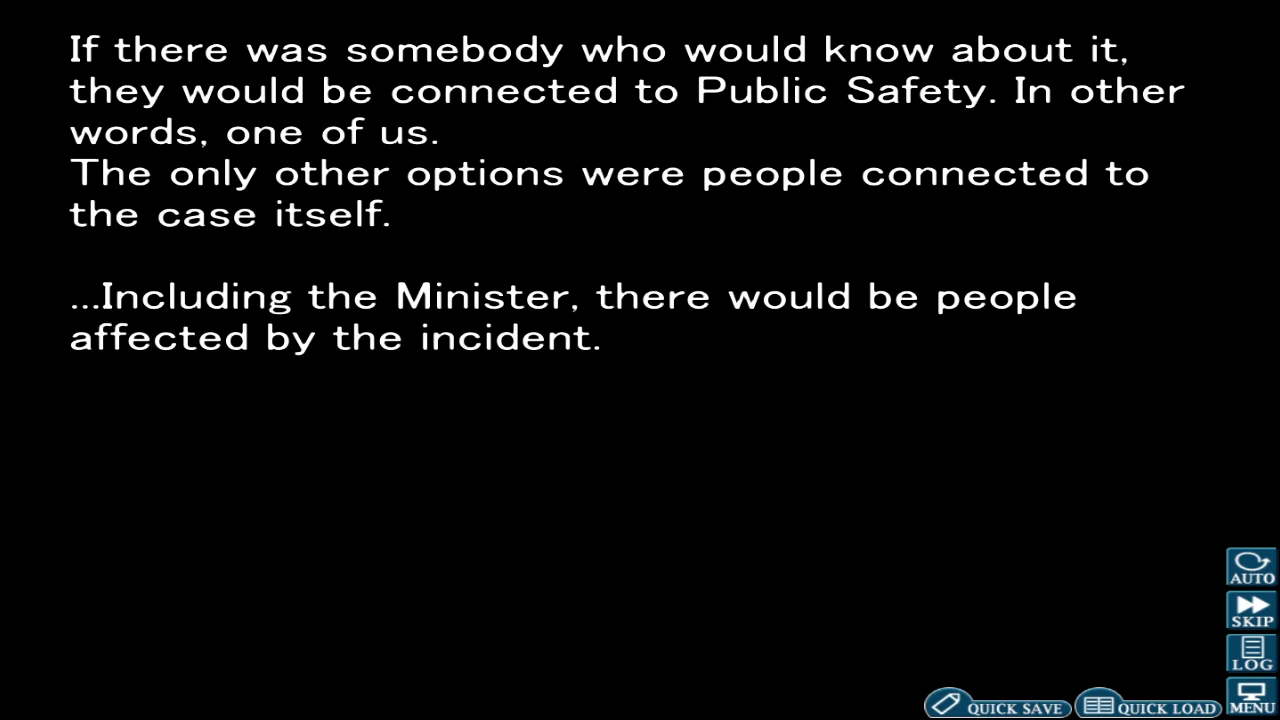 If there was somebody who would know about it,
they would be connected to Public Safety. In other
words, one of us.
The only other options were people connected to
the case itself.
...Including the Minister, there would be people
affected by the incident.
AUTO
SKIP
LOG
MENU
QUICK SAVE
QUICK LOAD